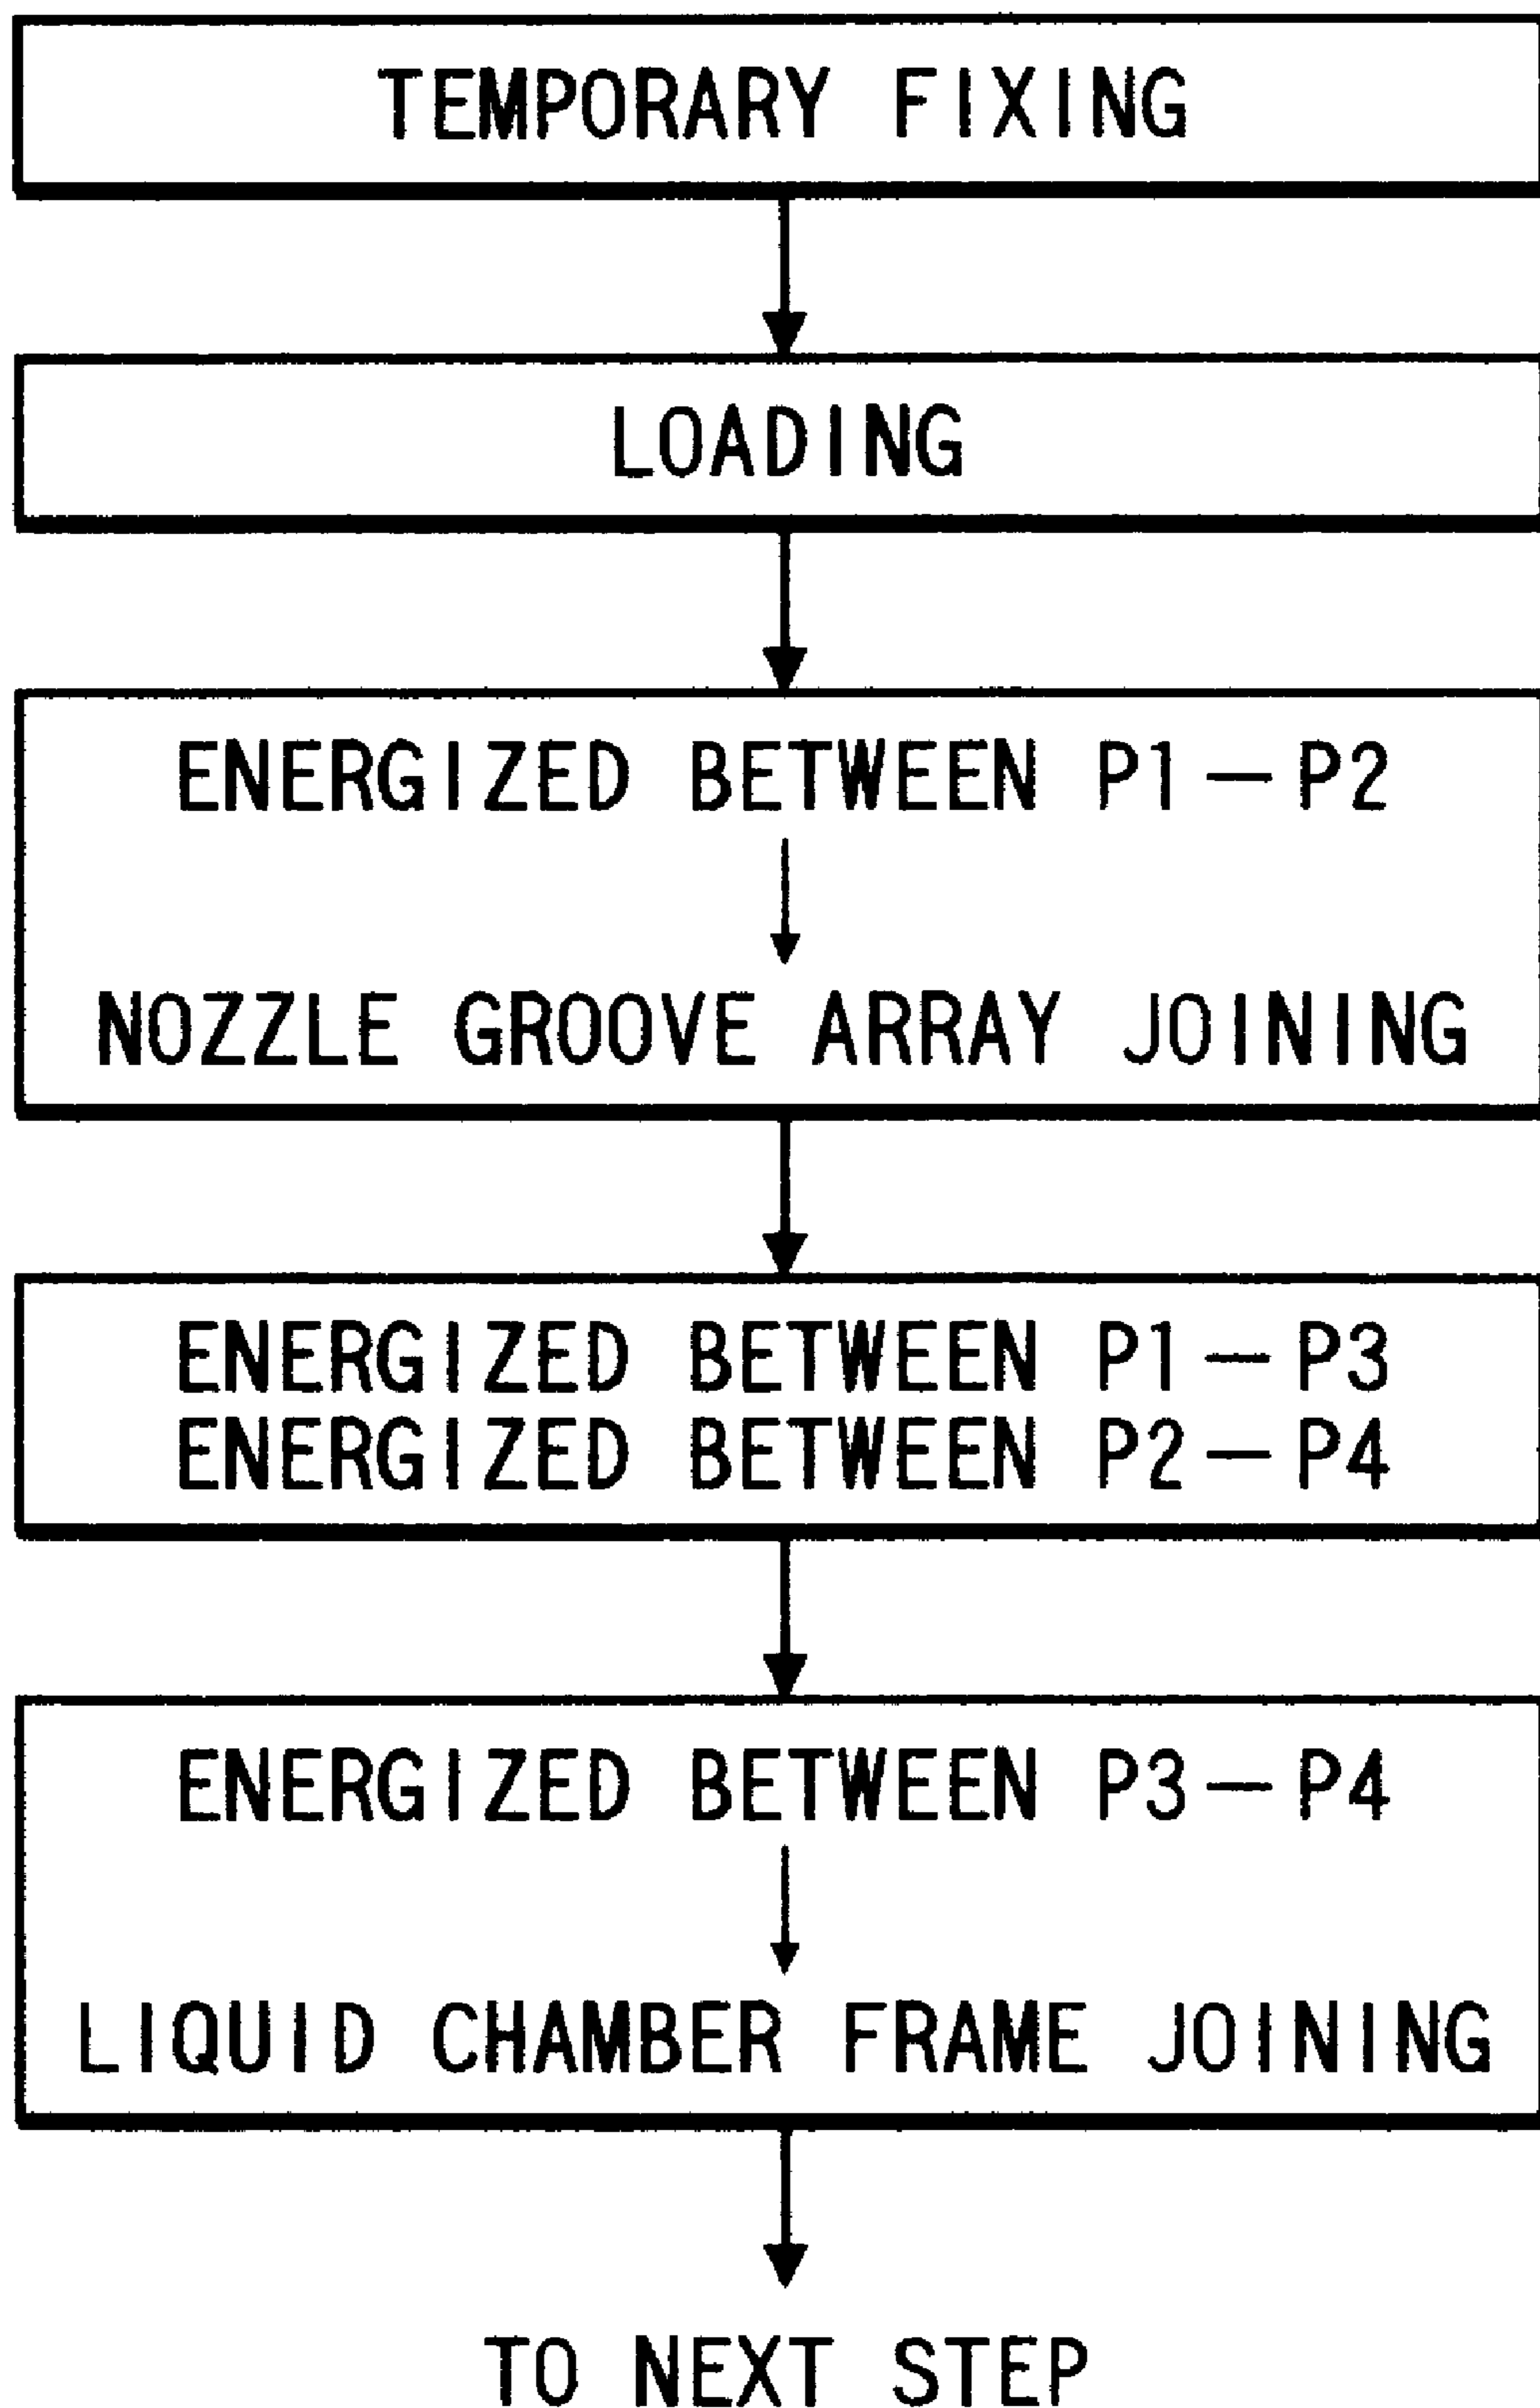 TEMPORARY FIXING
LOADING
ENERGIZED BETWEEN P1—P2
NOZZLE GROOVE ARRAY JOINING
ENERGIZED BETWEEN P1—P3
ENERGIZED BETWEEN P2—P4
ENERGIZED BETWEEN P3—P4
LIQUID CHAMBER FRAME JOINING
TO NEXT STEP